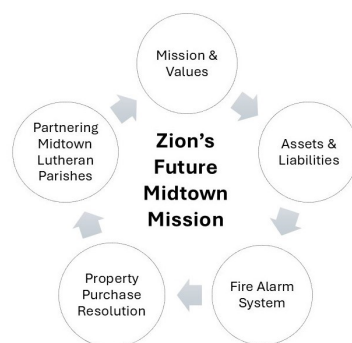 Mission &
Values
Zion's
Future
Midtown
Mission
Assets &
Liabilities
Fire Alarm
System
Property
Purchase
Resolution
Partnering
Midtown
Lutheran
Parishes